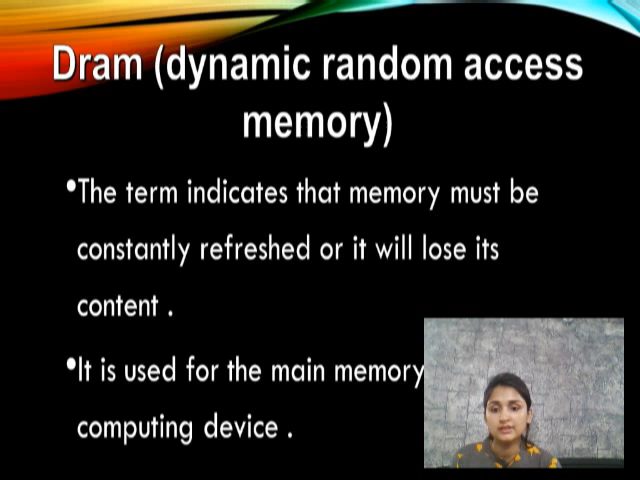 Dram (dynamic random access
memory)
•The term indicates that memory must be
constantly refreshed or it will lose its
content .
•It is used for the main memory
computing device .